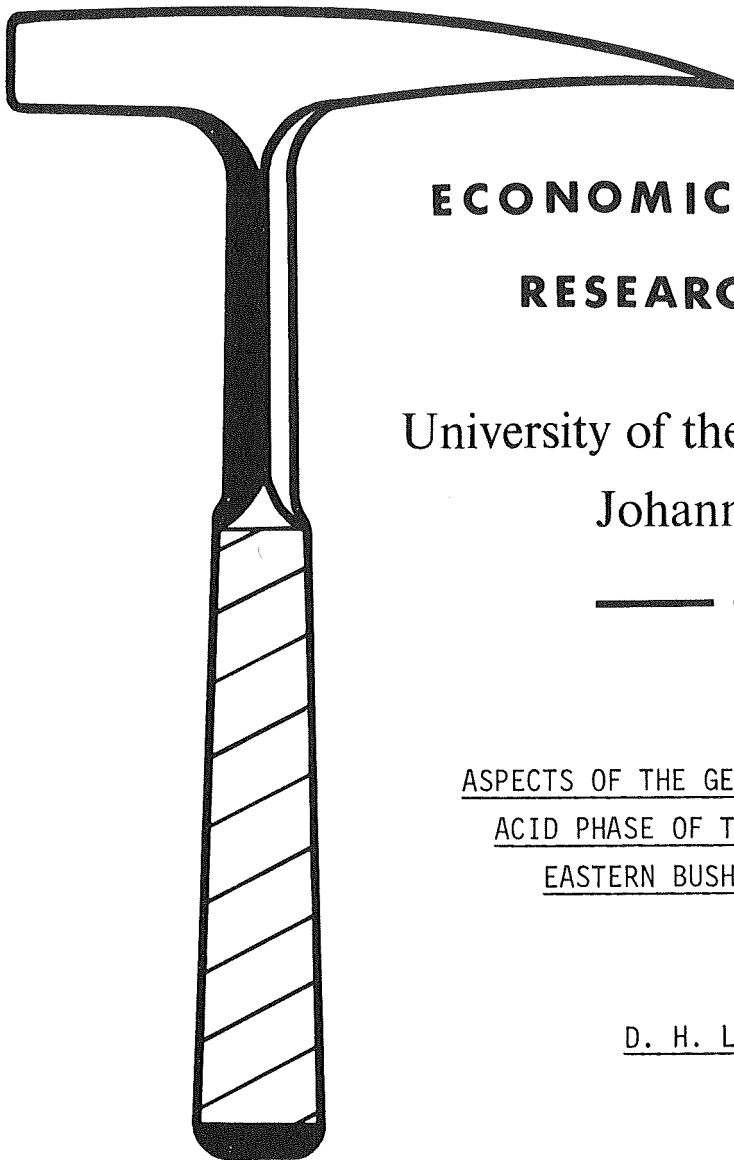 ECONOMIC
RESEARC
University of the
Johann
ASPECTS OF THE GE
ACID PHASE OF T
EASTERN BUSH
D. H. L